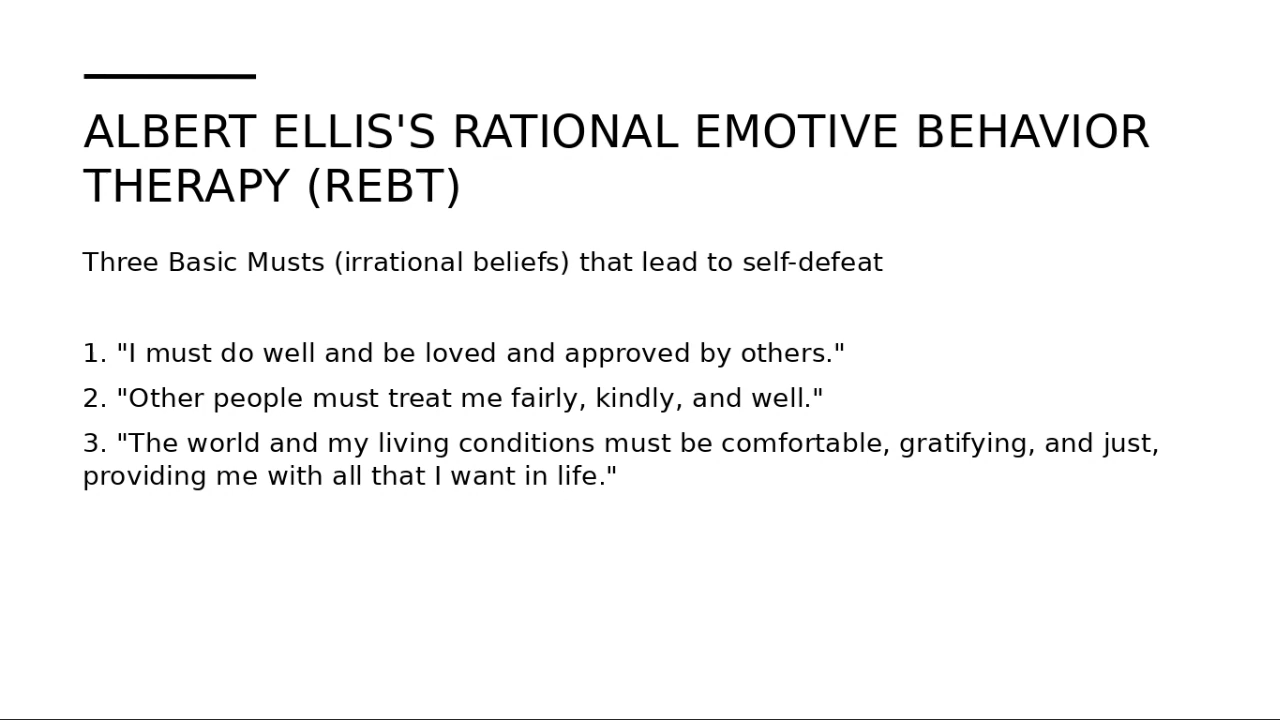 ALBERT ELLIS'S RATIONAL EMOTIVE BEHAVIOR
THERAPY (REBT)
Three Basic Musts (irrational beliefs) that lead to self-defeat
1. "I must do well and be loved and approved by others."
2. "Other people must treat me fairly, kindly, and well."
3. "The world and my living conditions must be comfortable, gratifying, and just,
providing me with all that I want in life."